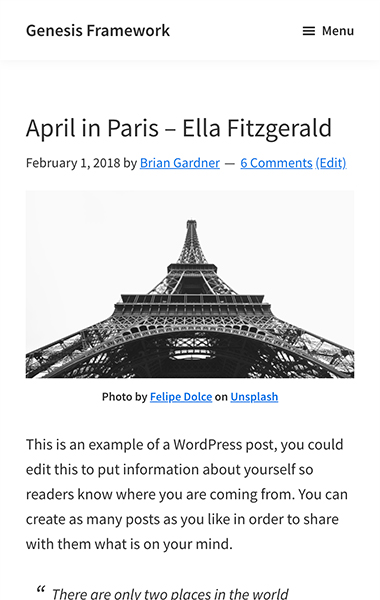 Genesis Framework
Menu
April in Paris – Ella Fitzgerald
February 1, 2018 by Brian Gardner — 6 Comments (Edit)
Photo by Felipe Dolce on Unsplash
This is an example of a WordPress post, you could
edit this to put information about yourself so
readers know where you are coming from. You can
create as many posts as you like in order to share
with them what is on your mind.
“ There are only two places in the world